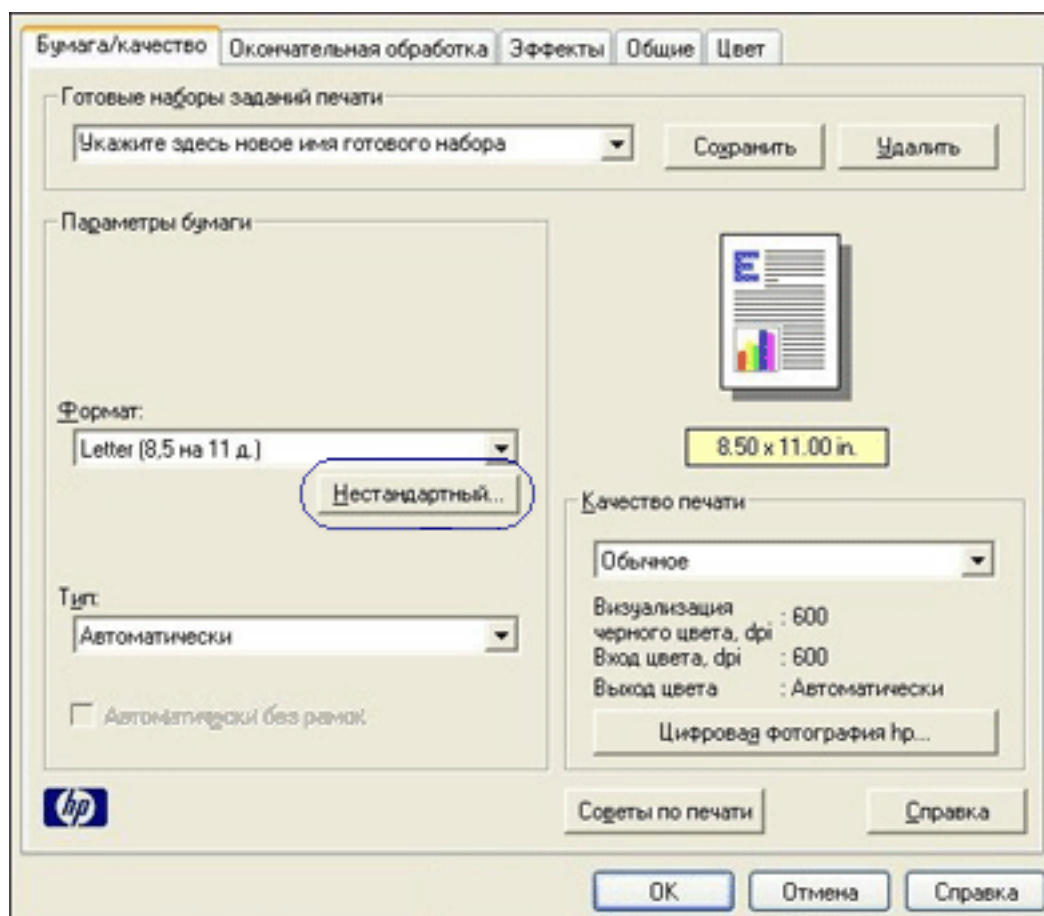 Бумага/качество Окончательная обработка Эффекты Общие Цвет
Готовые наборы заданий печати
Укажите здесь новое имя готового набора Сохранить Удалить
Параметры бумаги
E
Формат:
Letter (8,5 на 11 д.)
8.50 x 11.00 in.
Нестандартный...
Качество печати
Обычное
Тип:
Автоматически
Визуализация
черного цвета, dpi : 600
Вход цвета, dpi : 600
Выход цвета : Автоматически
Автоматически без рамок
Цифровая фотография hp...
hp
Советы по печати Справка
OK Отмена Справка